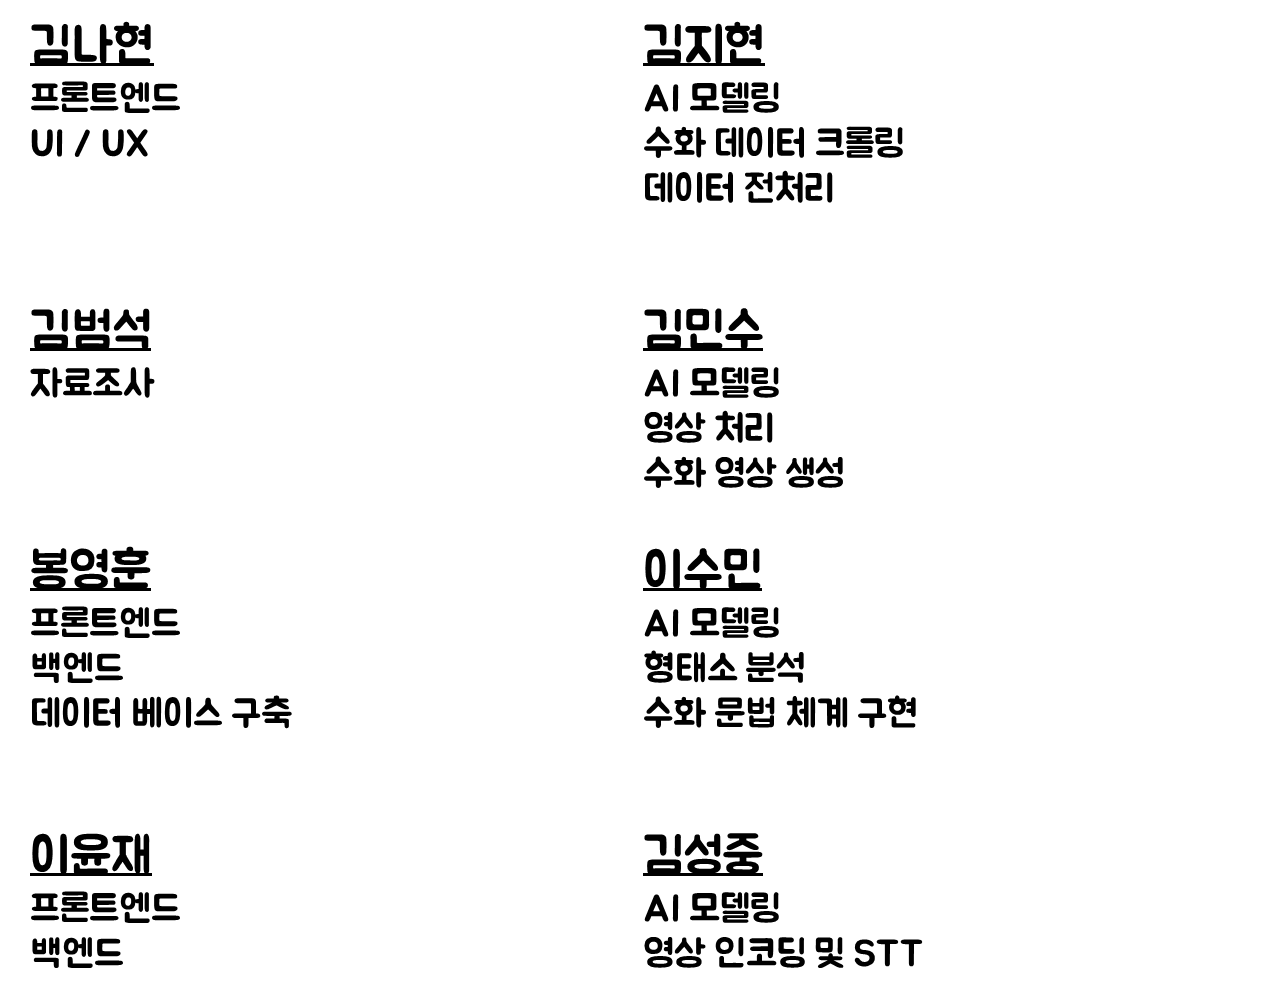 김나현
프론트엔드
UI / UX
김지현
AI 모델링
수화 데이터 크롤링
데이터 전처리
김범석
자료조사
김민수
AI 모델링
영상 처리
수화 영상 생성
봉영훈
프론트엔드
백엔드
데이터 베이스 구축
이수민
AI 모델링
형태소 분석
수화 문법 체계 구현
이윤재
프론트엔드
백엔드
김성중
AI 모델링
영상 인코딩 및 STT